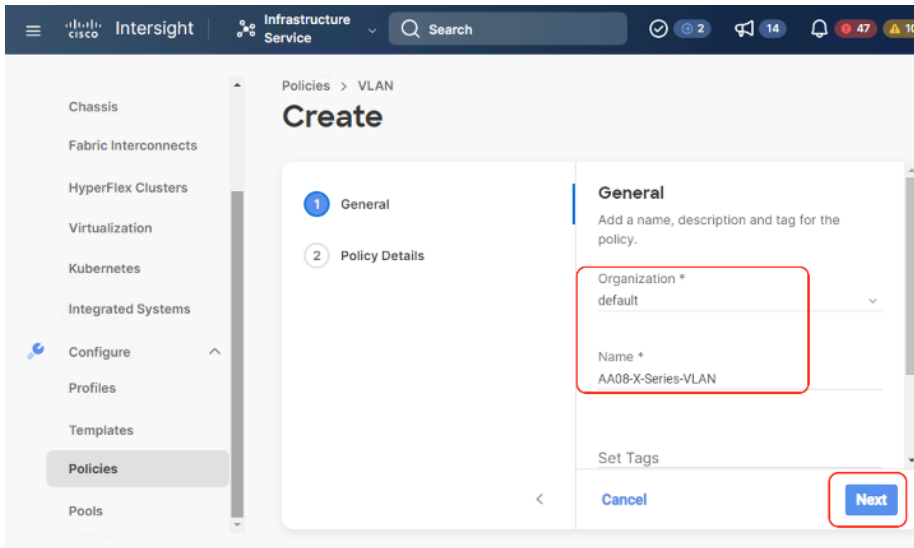 CISCO Intersight
Infrastructure
Service
Search
2
14
47
10
Chassis
Fabric Interconnects
HyperFlex Clusters
Virtualization
Kubernetes
Integrated Systems
Configure
Profiles
Templates
Policies
Pools
Policies > VLAN
Create
1 General
2 Policy Details
General
Add a name, description and tag for the
policy.
Organization *
default
Name *
AA08-X-Series-VLAN
Set Tags
Cancel
Next